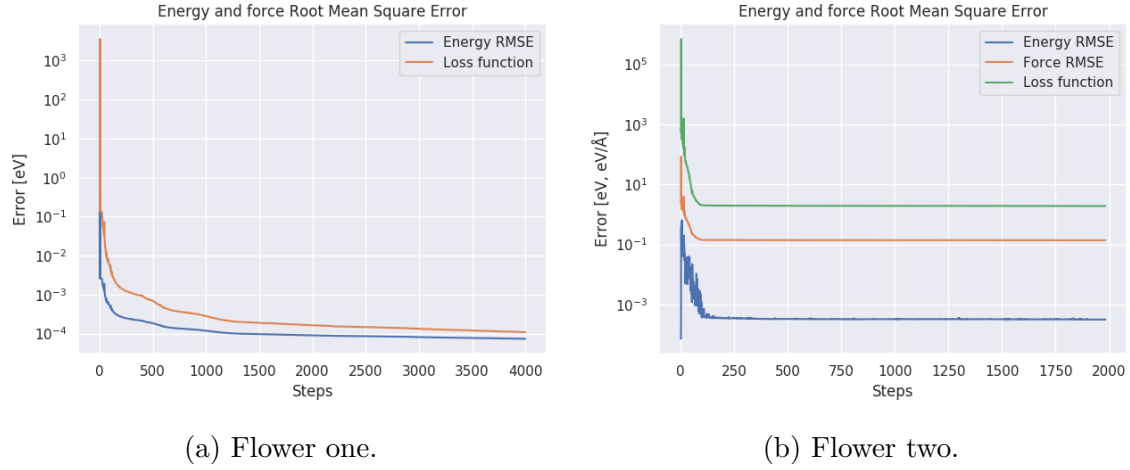 Energy and force Root Mean Square Error
Energy RMSE
Loss function
10^3
10^2
10^1
10^0
10^-1
10^-2
10^-3
10^-4
Error [eV]
0 500 1000 1500 2000 2500 3000 3500 4000
Steps
(a) Flower one.
Energy and force Root Mean Square Error
Energy RMSE
Force RMSE
Loss function
10^5
10^3
10^1
10^-1
10^-3
Error [eV, eV/Å]
0 250 500 750 1000 1250 1500 1750 2000
Steps
(b) Flower two.